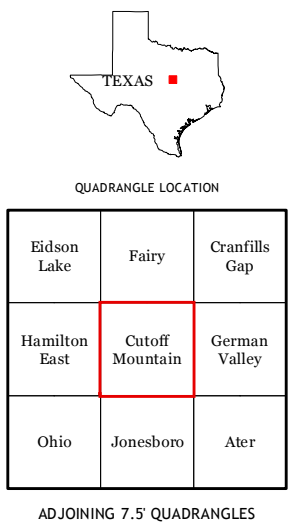 TEXAS
QUADRANGLE LOCATION
Eidson
Lake
Fairy
Cranfills
Gap
Hamilton
East
Cutoff
Mountain
German
Valley
Ohio
Jonesboro
Ater
ADJOINING 7.5' QUADRANGLES